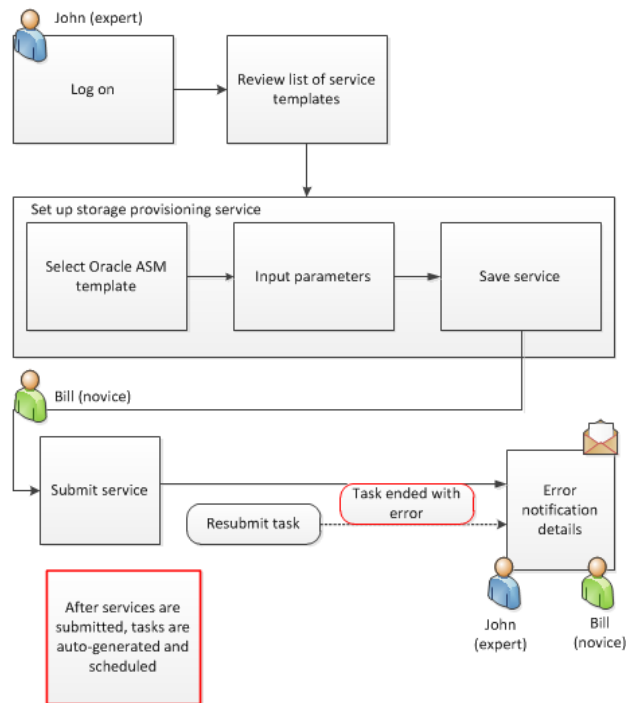 John (expert)
Log on
Review list of service
templates
Set up storage provisioning service
Select Oracle ASM
template
Input parameters
Save service
Bill (novice)
Submit service
Task ended with
error
Resubmit task
Error
notification
details
John
(expert)
Bill
(novice)
After services are
submitted, tasks are
auto-generated and
scheduled